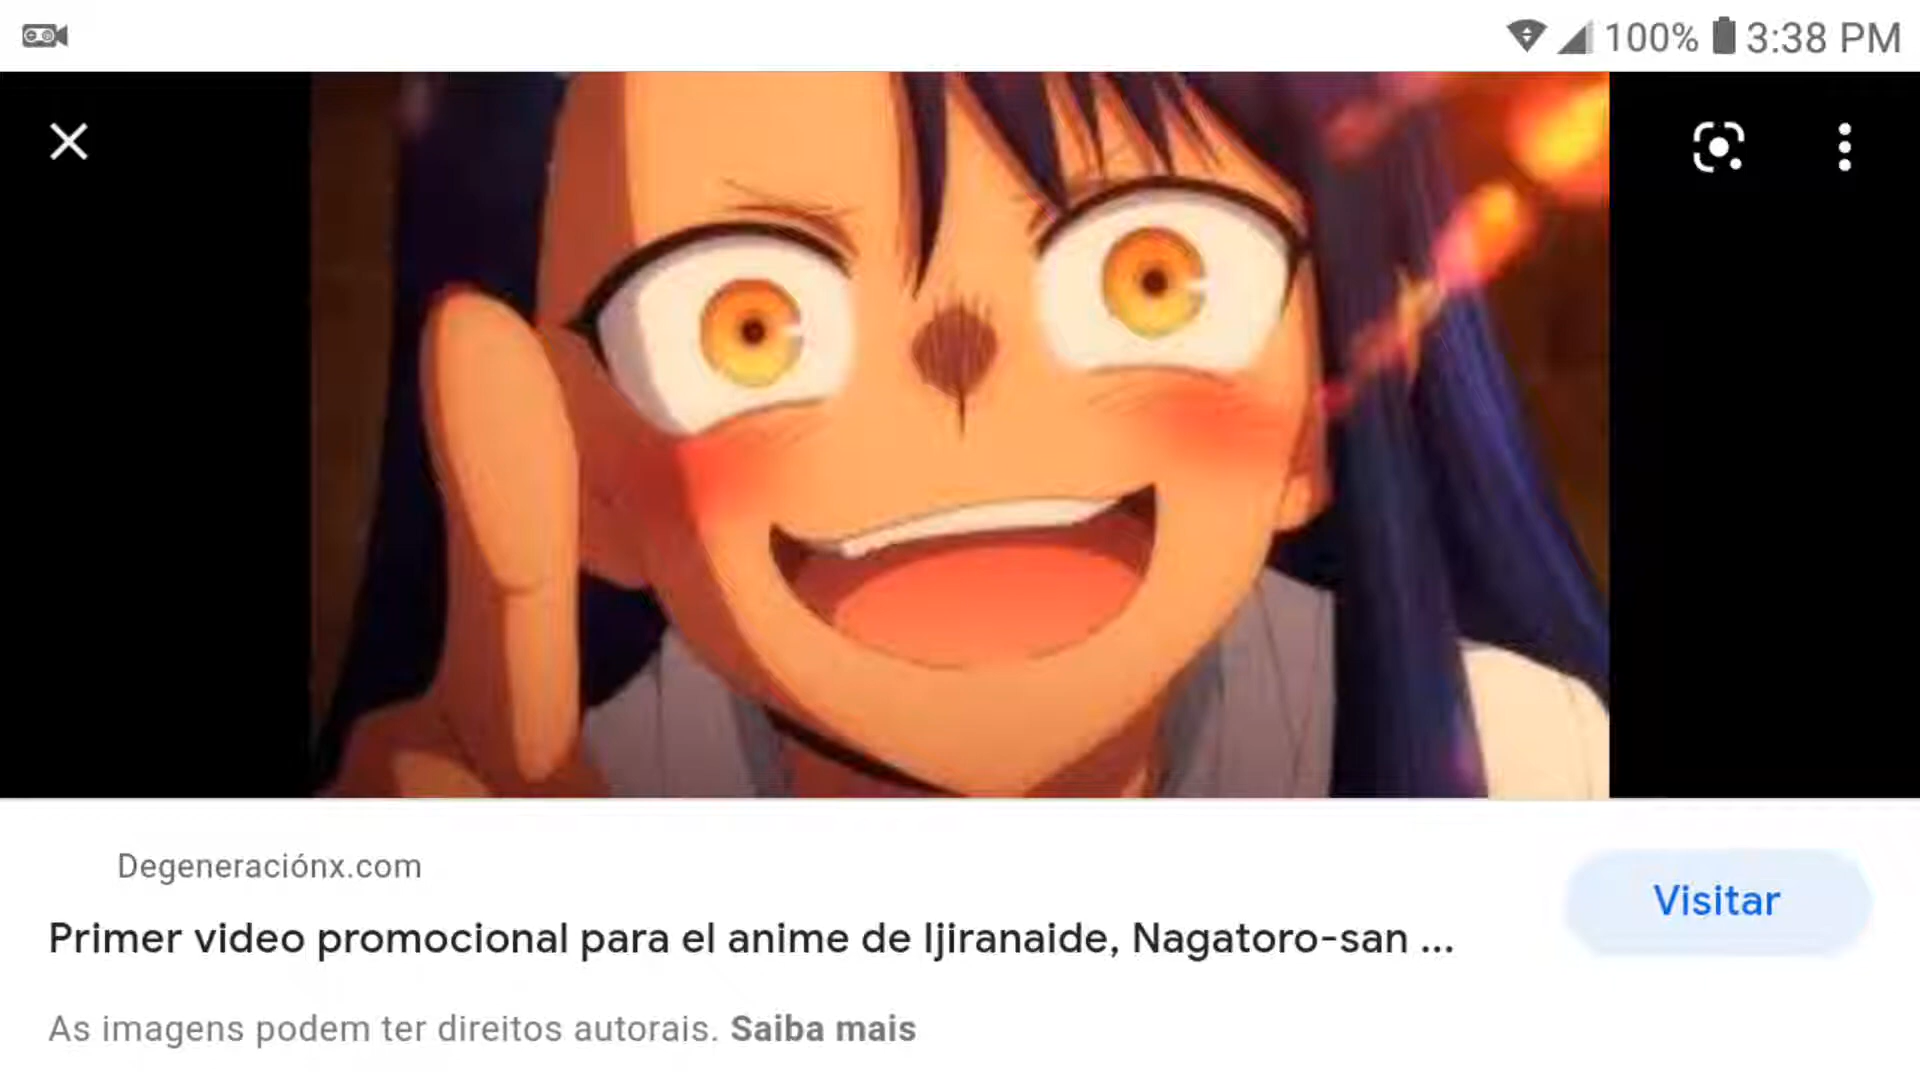 100% 3:38 PM
Degeneraciónx.com
Visitar
Primer video promocional para el anime de Ijiranaide, Nagatoro-san ...
As imagens podem ter direitos autorais. Saiba mais